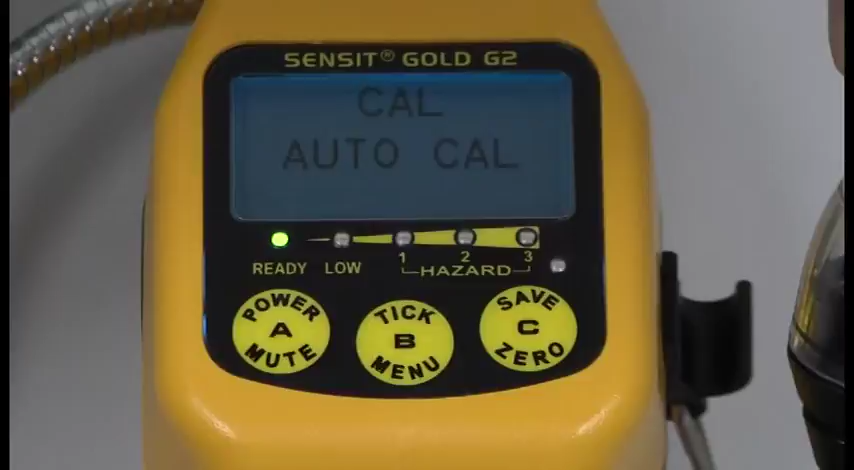 SENSIT® GOLD G2
CAL
AUTO CAL
1 2 3
READY LOW HAZARD
POWER A MUTE
TICK B MENU
SAVE C ZERO